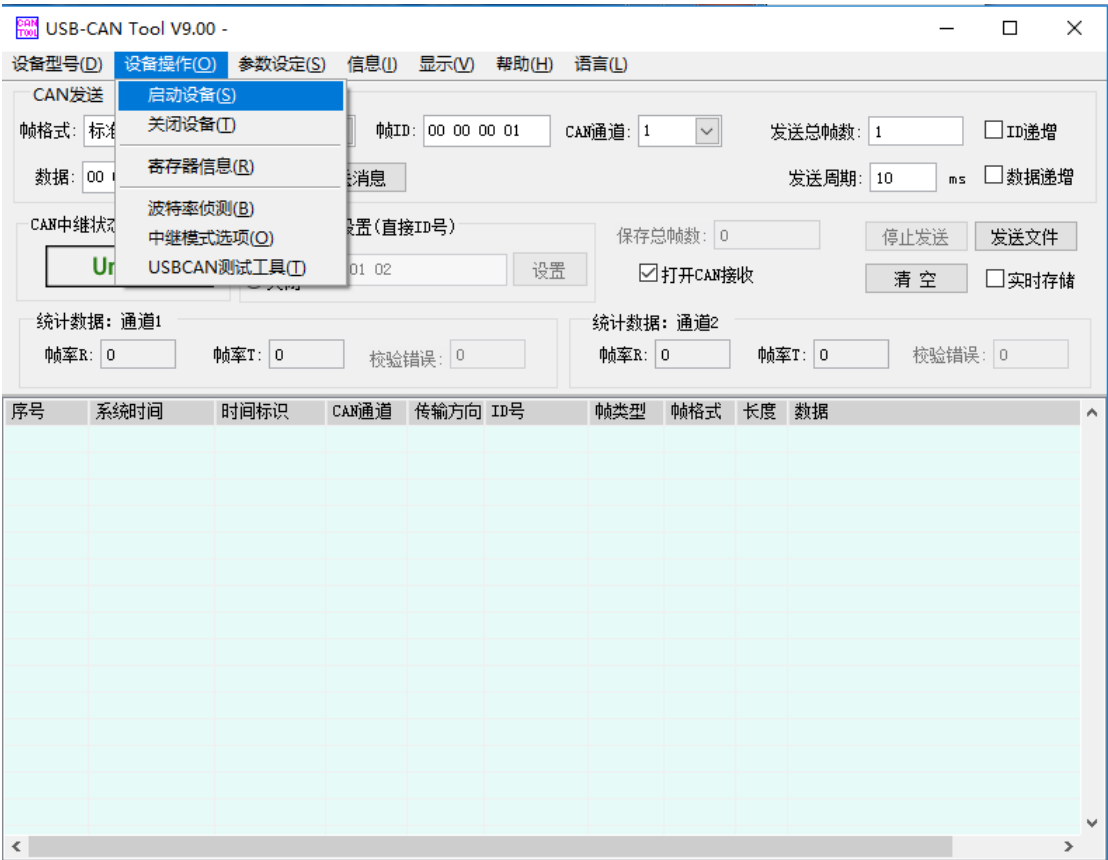 CAN TOOL USB-CAN Tool V9.00 -
设备型号(D) 设备操作(O) 参数设定(S) 信息(I) 显示(V) 帮助(H) 语言(L)
CAN发送
启动设备(S)
关闭设备(T)
寄存器信息(R)
波特率侦测(B)
中继模式选项(O)
USBCAN测试工具(T)
帧格式: 帧ID: 00 00 00 01 CAN通道: 1 发送总帧数: 1 ID递增
数据: 00 消息 发送周期: 10 ms 数据递增
CAN中继状 设置(直接ID号) 保存总帧数: 0 停止发送 发送文件
01 02 设置 打开CAN接收 清 空 实时存储
统计数据: 通道1 统计数据: 通道2
帧率R: 0 帧率T: 0 校验错误: 0 帧率R: 0 帧率T: 0 校验错误: 0
序号 系统时间 时间标识 CAN通道 传输方向 ID号 帧类型 帧格式 长度 数据